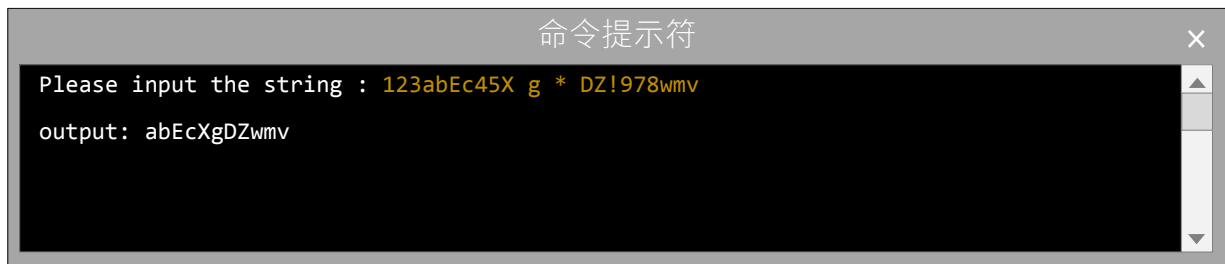 命令提示符
Please input the string : 123abEc45X g * DZ!978wmv
output: abEcXgDZwmv